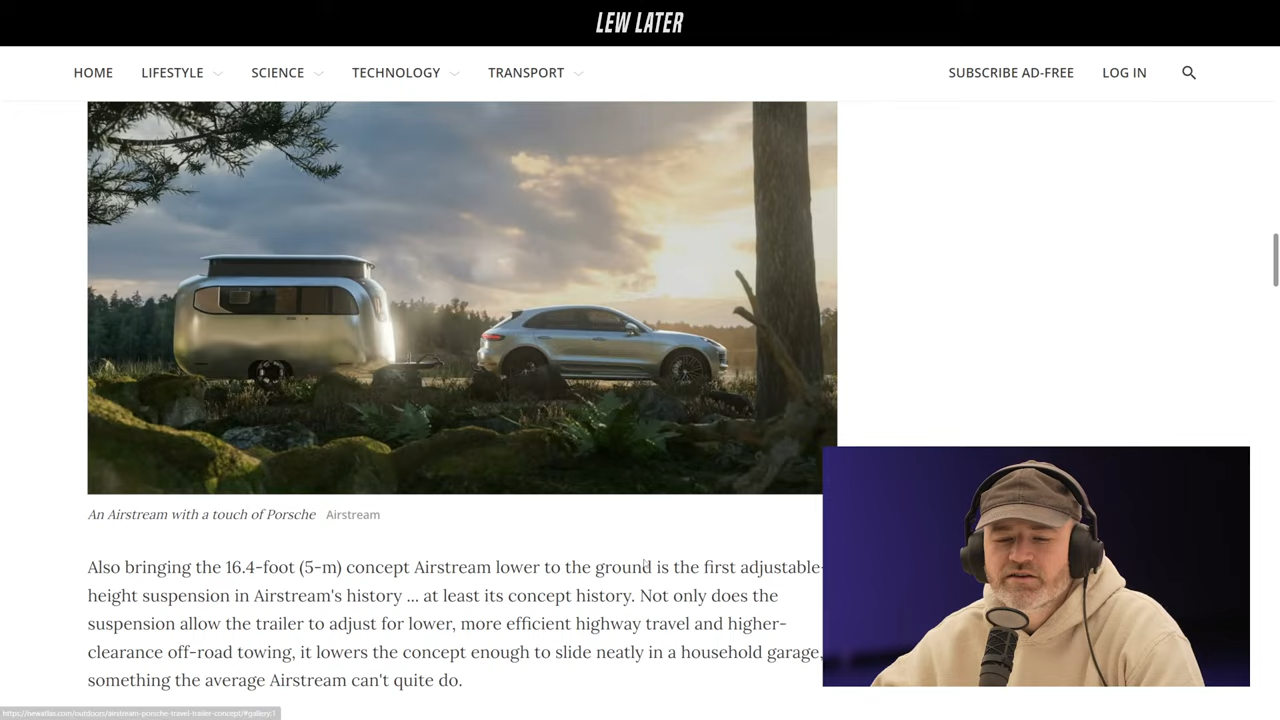 LEW LATER
HOME LIFESTYLE SCIENCE TECHNOLOGY TRANSPORT SUBSCRIBE AD-FREE LOG IN
An Airstream with a touch of Porsche Airstream
Also bringing the 16.4-foot (5-m) concept Airstream lower to the ground is the first adjustable-
height suspension in Airstream's history ... at least its concept history. Not only does the
suspension allow the trailer to adjust for lower, more efficient highway travel and higher-
clearance off-road towing, it lowers the concept enough to slide neatly in a household garage,
something the average Airstream can't quite do.
https://newatlas.com/outdoors/airstream-porsche-travel-trailer-concept/#gallery:1